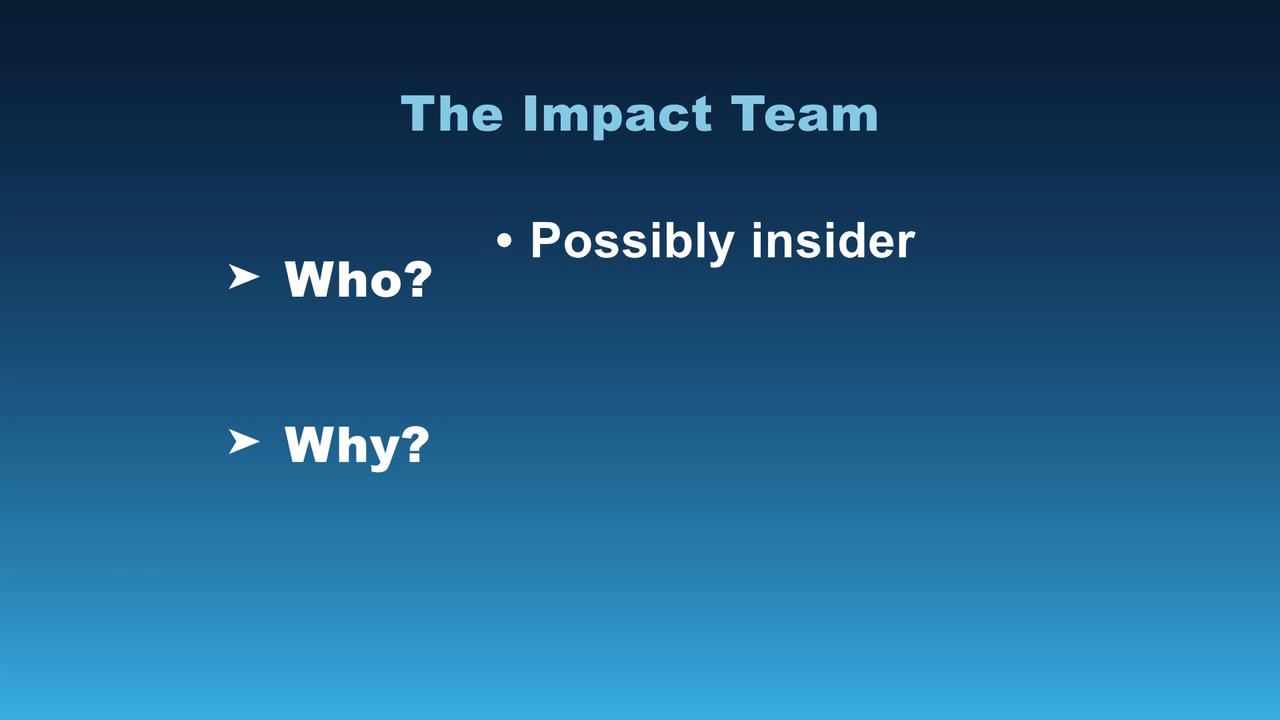 The Impact Team
• Possibly insider
➤ Who?
➤ Why?